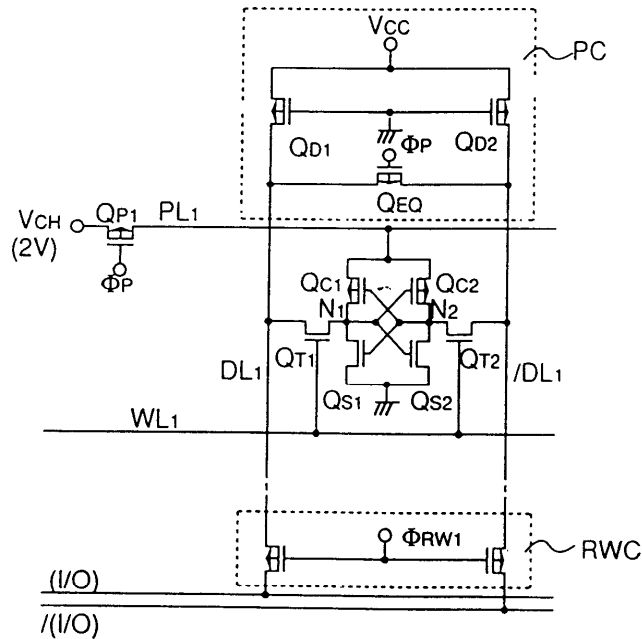 VCC
PC
QD1
QD2
ΦP
QEQ
VCH
(2V)
QP1
PL1
ΦP
QC1
QC2
N1
N2
QT1
QT2
DL1
/DL1
QS1
QS2
WL1
ΦRW1
RWC
(I/O)
/(I/O)